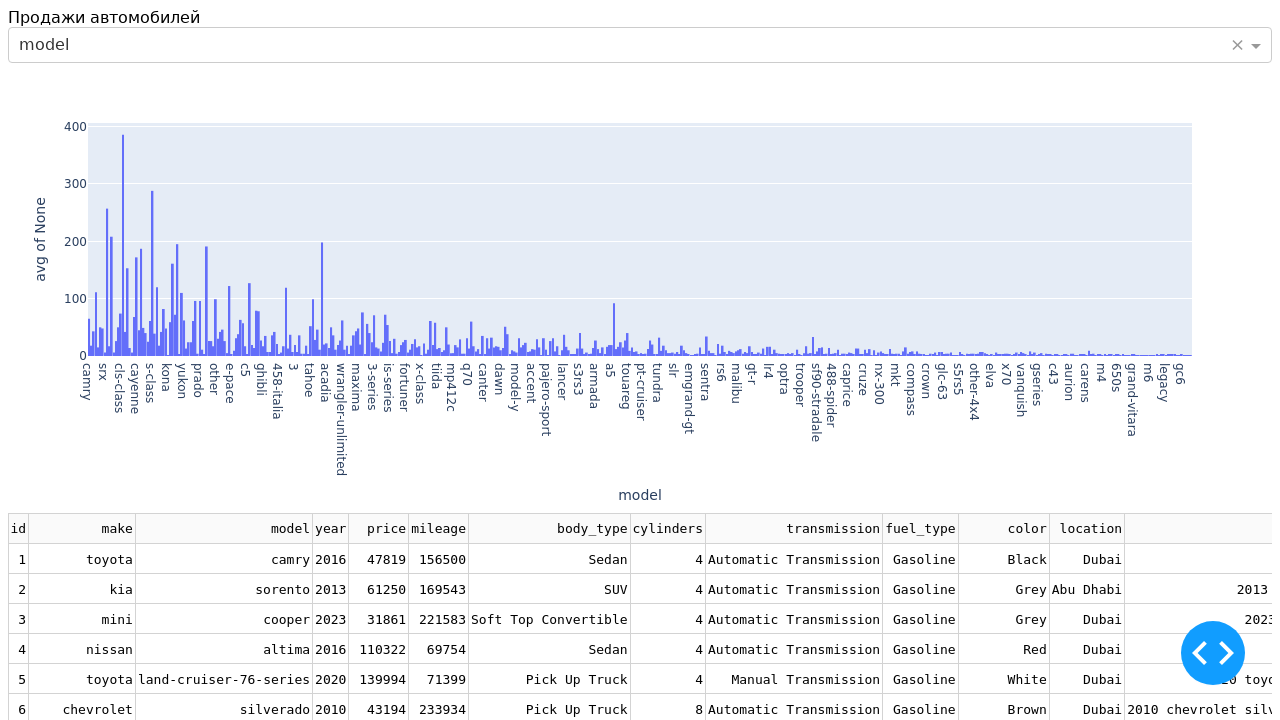 Продажи автомобилей
model
400
300
200
100
0
avg of None
camry srx cls-class cayenne s-class kona yukon prado other e-pace c5 ghibli 458-italia 3 tahoe acadia wrangler-unlimited maxima 3-series is-series fortuner x-class tiida mp412c q70 canter dawn model-y accent pajero-sport lancer s3rs3 armada a5 touareg pt-cruiser tundra slr emgrand-gt sentra rs6 malibu gt-r lr4 optra trooper sf90-stradale 488-spider caprice cruze nx-300 mkt compass crown glc-63 s5rs5 other-4x4 elva x70 vanquish gseries c43 aurion carens m4 650s grand-vitara m6 legacy gc6
model
id make model year price mileage body_type cylinders transmission fuel_type color location
1 toyota camry 2016 47819 156500 Sedan 4 Automatic Transmission Gasoline Black Dubai
2 kia sorento 2013 61250 169543 SUV 4 Automatic Transmission Gasoline Grey Abu Dhabi 2013
3 mini cooper 2023 31861 221583 Soft Top Convertible 4 Automatic Transmission Gasoline Grey Dubai 2023
4 nissan altima 2016 110322 69754 Sedan 4 Automatic Transmission Gasoline Red Dubai
5 toyota land-cruiser-76-series 2020 139994 71399 Pick Up Truck 4 Manual Transmission Gasoline White Dubai
6 chevrolet silverado 2010 43194 233934 Pick Up Truck 8 Automatic Transmission Gasoline Brown Dubai 2010 chevrolet